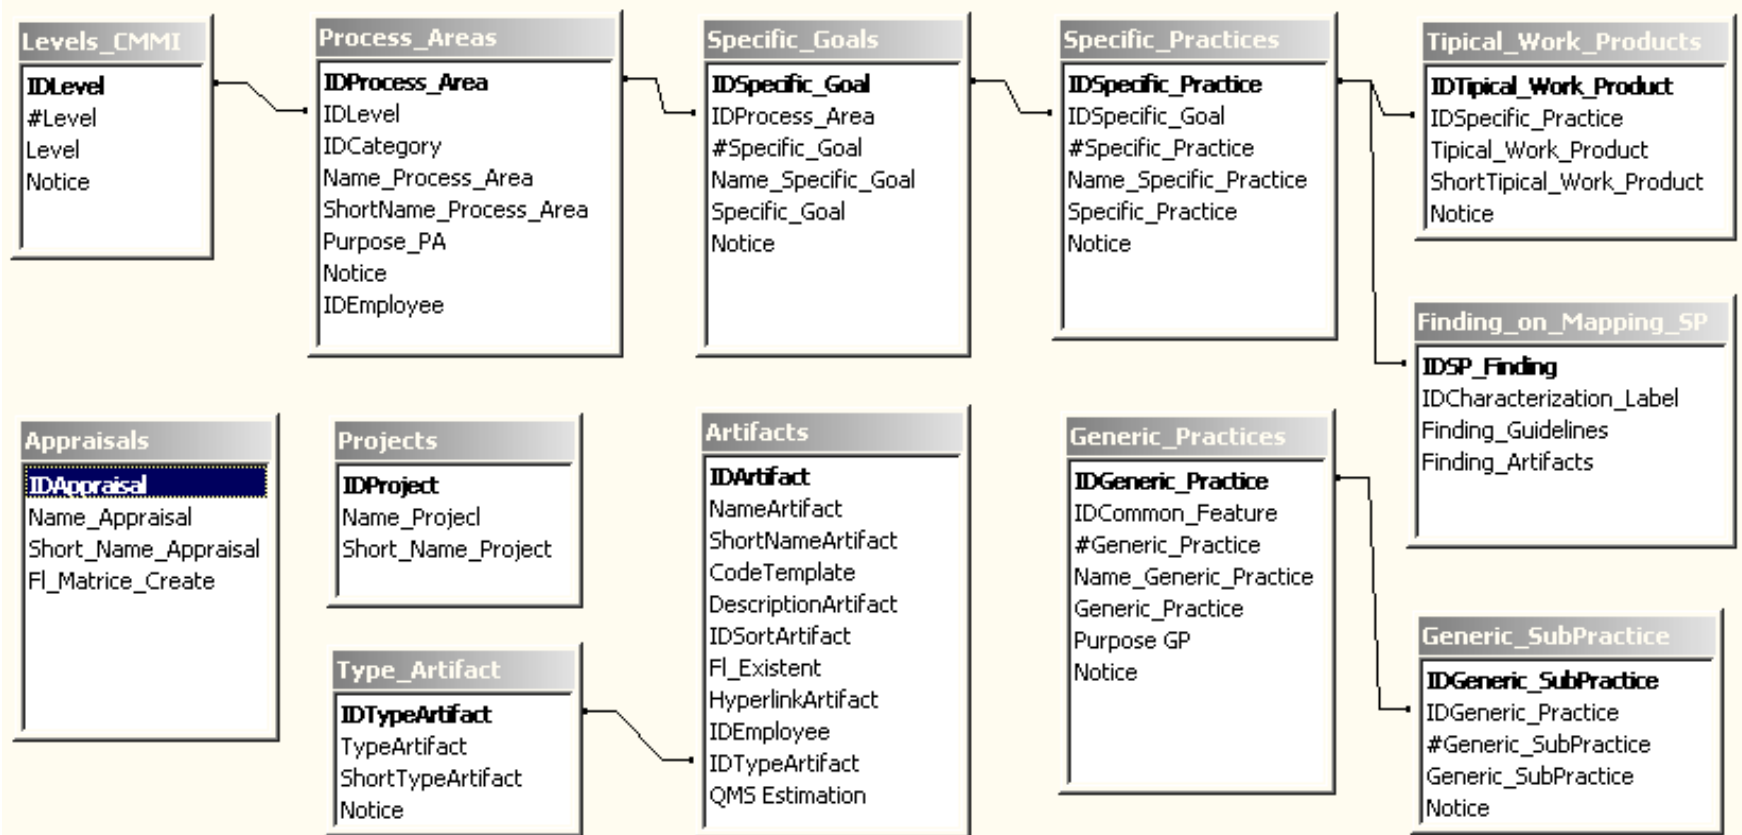 Levels_CMMI
IDLevel
#Level
Level
Notice
Process_Areas
IDProcess_Area
IDLevel
IDCategory
Name_Process_Area
ShortName_Process_Area
Purpose_PA
Notice
IDEmployee
Specific_Goals
IDSpecific_Goal
IDProcess_Area
#Specific_Goal
Name_Specific_Goal
Specific_Goal
Notice
Specific_Practices
IDSpecific_Practice
IDSpecific_Goal
#Specific_Practice
Name_Specific_Practice
Specific_Practice
Notice
Tipical_Work_Products
IDTipical_Work_Product
IDSpecific_Practice
Tipical_Work_Product
ShortTipical_Work_Product
Notice
Finding_on_Mapping_SP
IDSP_Finding
IDCharacterization_Label
Finding_Guidelines
Finding_Artifacts
Appraisals
IDAppraisal
Name_Appraisal
Short_Name_Appraisal
Fl_Matrice_Create
Projects
IDProject
Name_Projecl
Short_Name_Project
Type_Artifact
IDTypeArtifact
TypeArtifact
ShortTypeArtifact
Notice
Artifacts
IDArtifact
NameArtifact
ShortNameArtifact
CodeTemplate
DescriptionArtifact
IDSortArtifact
Fl_Existent
HyperlinkArtifact
IDEmployee
IDTypeArtifact
QMS Estimation
Generic_Practices
IDGeneric_Practice
IDCommon_Feature
#Generic_Practice
Name_Generic_Practice
Generic_Practice
Purpose GP
Notice
Generic_SubPractice
IDGeneric_SubPractice
IDGeneric_Practice
#Generic_SubPractice
Generic_SubPractice
Notice